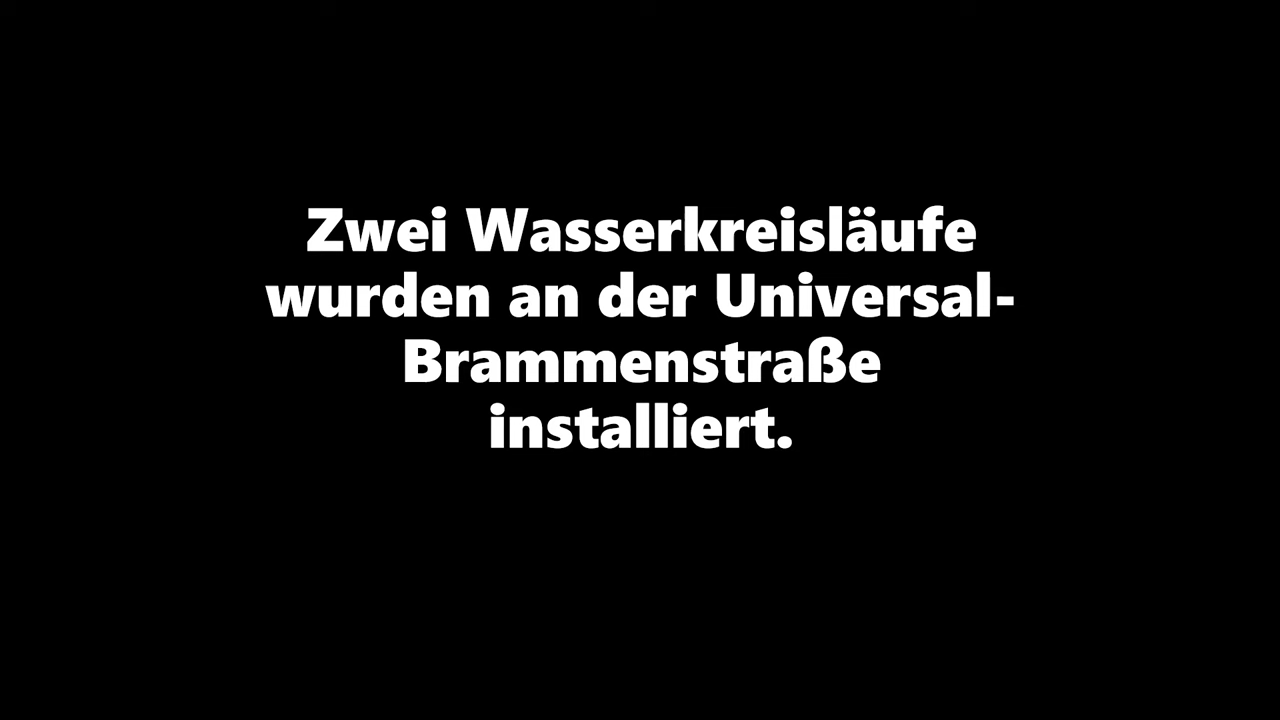 Zwei Wasserkreisläufe
wurden an der Universal-
Brammenstraße
installiert.